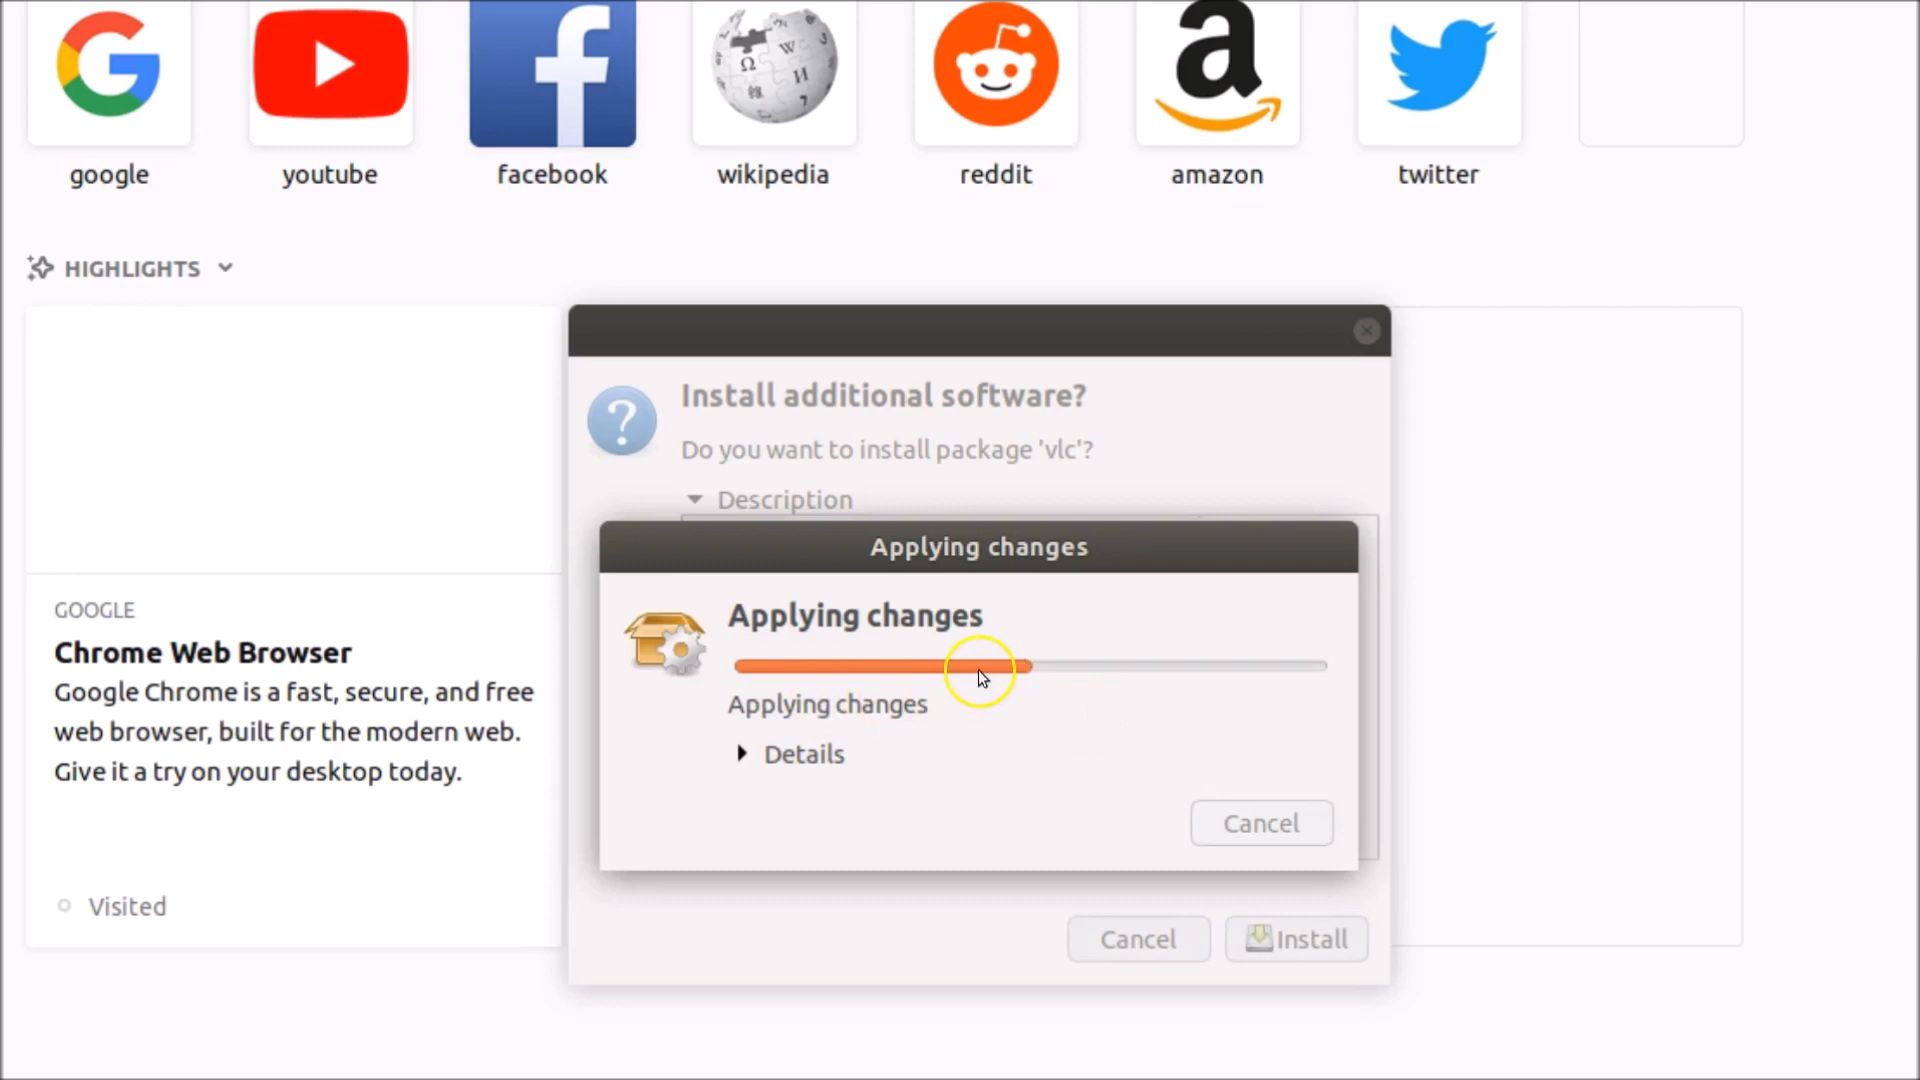 google
youtube
facebook
wikipedia
reddit
amazon
twitter
HIGHLIGHTS
Install additional software?
Do you want to install package 'vlc'?
Description
Applying changes
Applying changes
Applying changes
Details
Cancel
GOOGLE
Chrome Web Browser
Google Chrome is a fast, secure, and free
web browser, built for the modern web.
Give it a try on your desktop today.
Visited
Cancel
Install